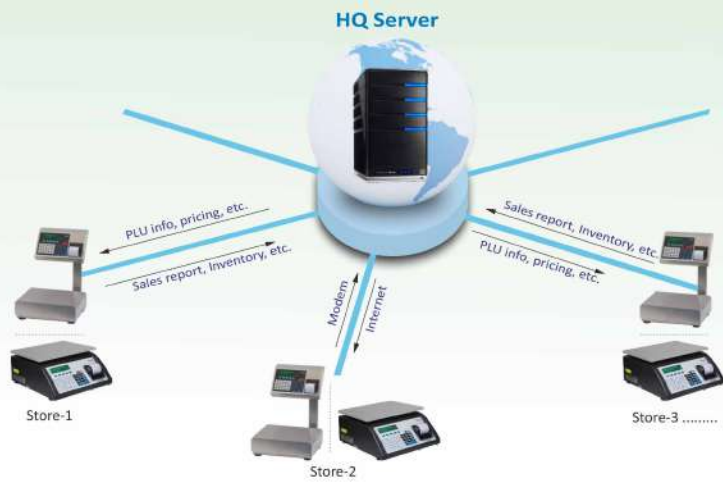 HQ Server
PLU info, pricing, etc.
Sales report, Inventory, etc.
Sales report, Inventory, etc.
PLU info, pricing, etc.
Modem
Internet
Store-1
Store-2
Store-3 .........